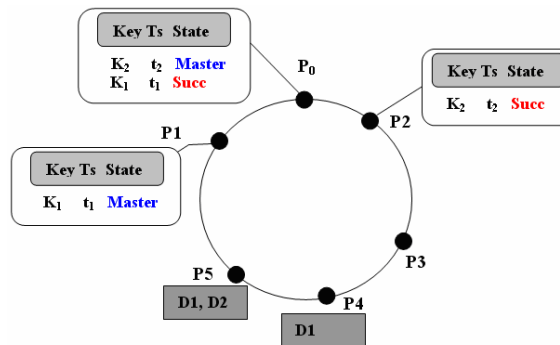 Key Ts State
K₂ t₂ Master
K₁ t₁ Succ
P₀
Key Ts State
K₂ t₂ Succ
P1
P2
Key Ts State
K₁ t₁ Master
P3
P5
P4
D1, D2
D1